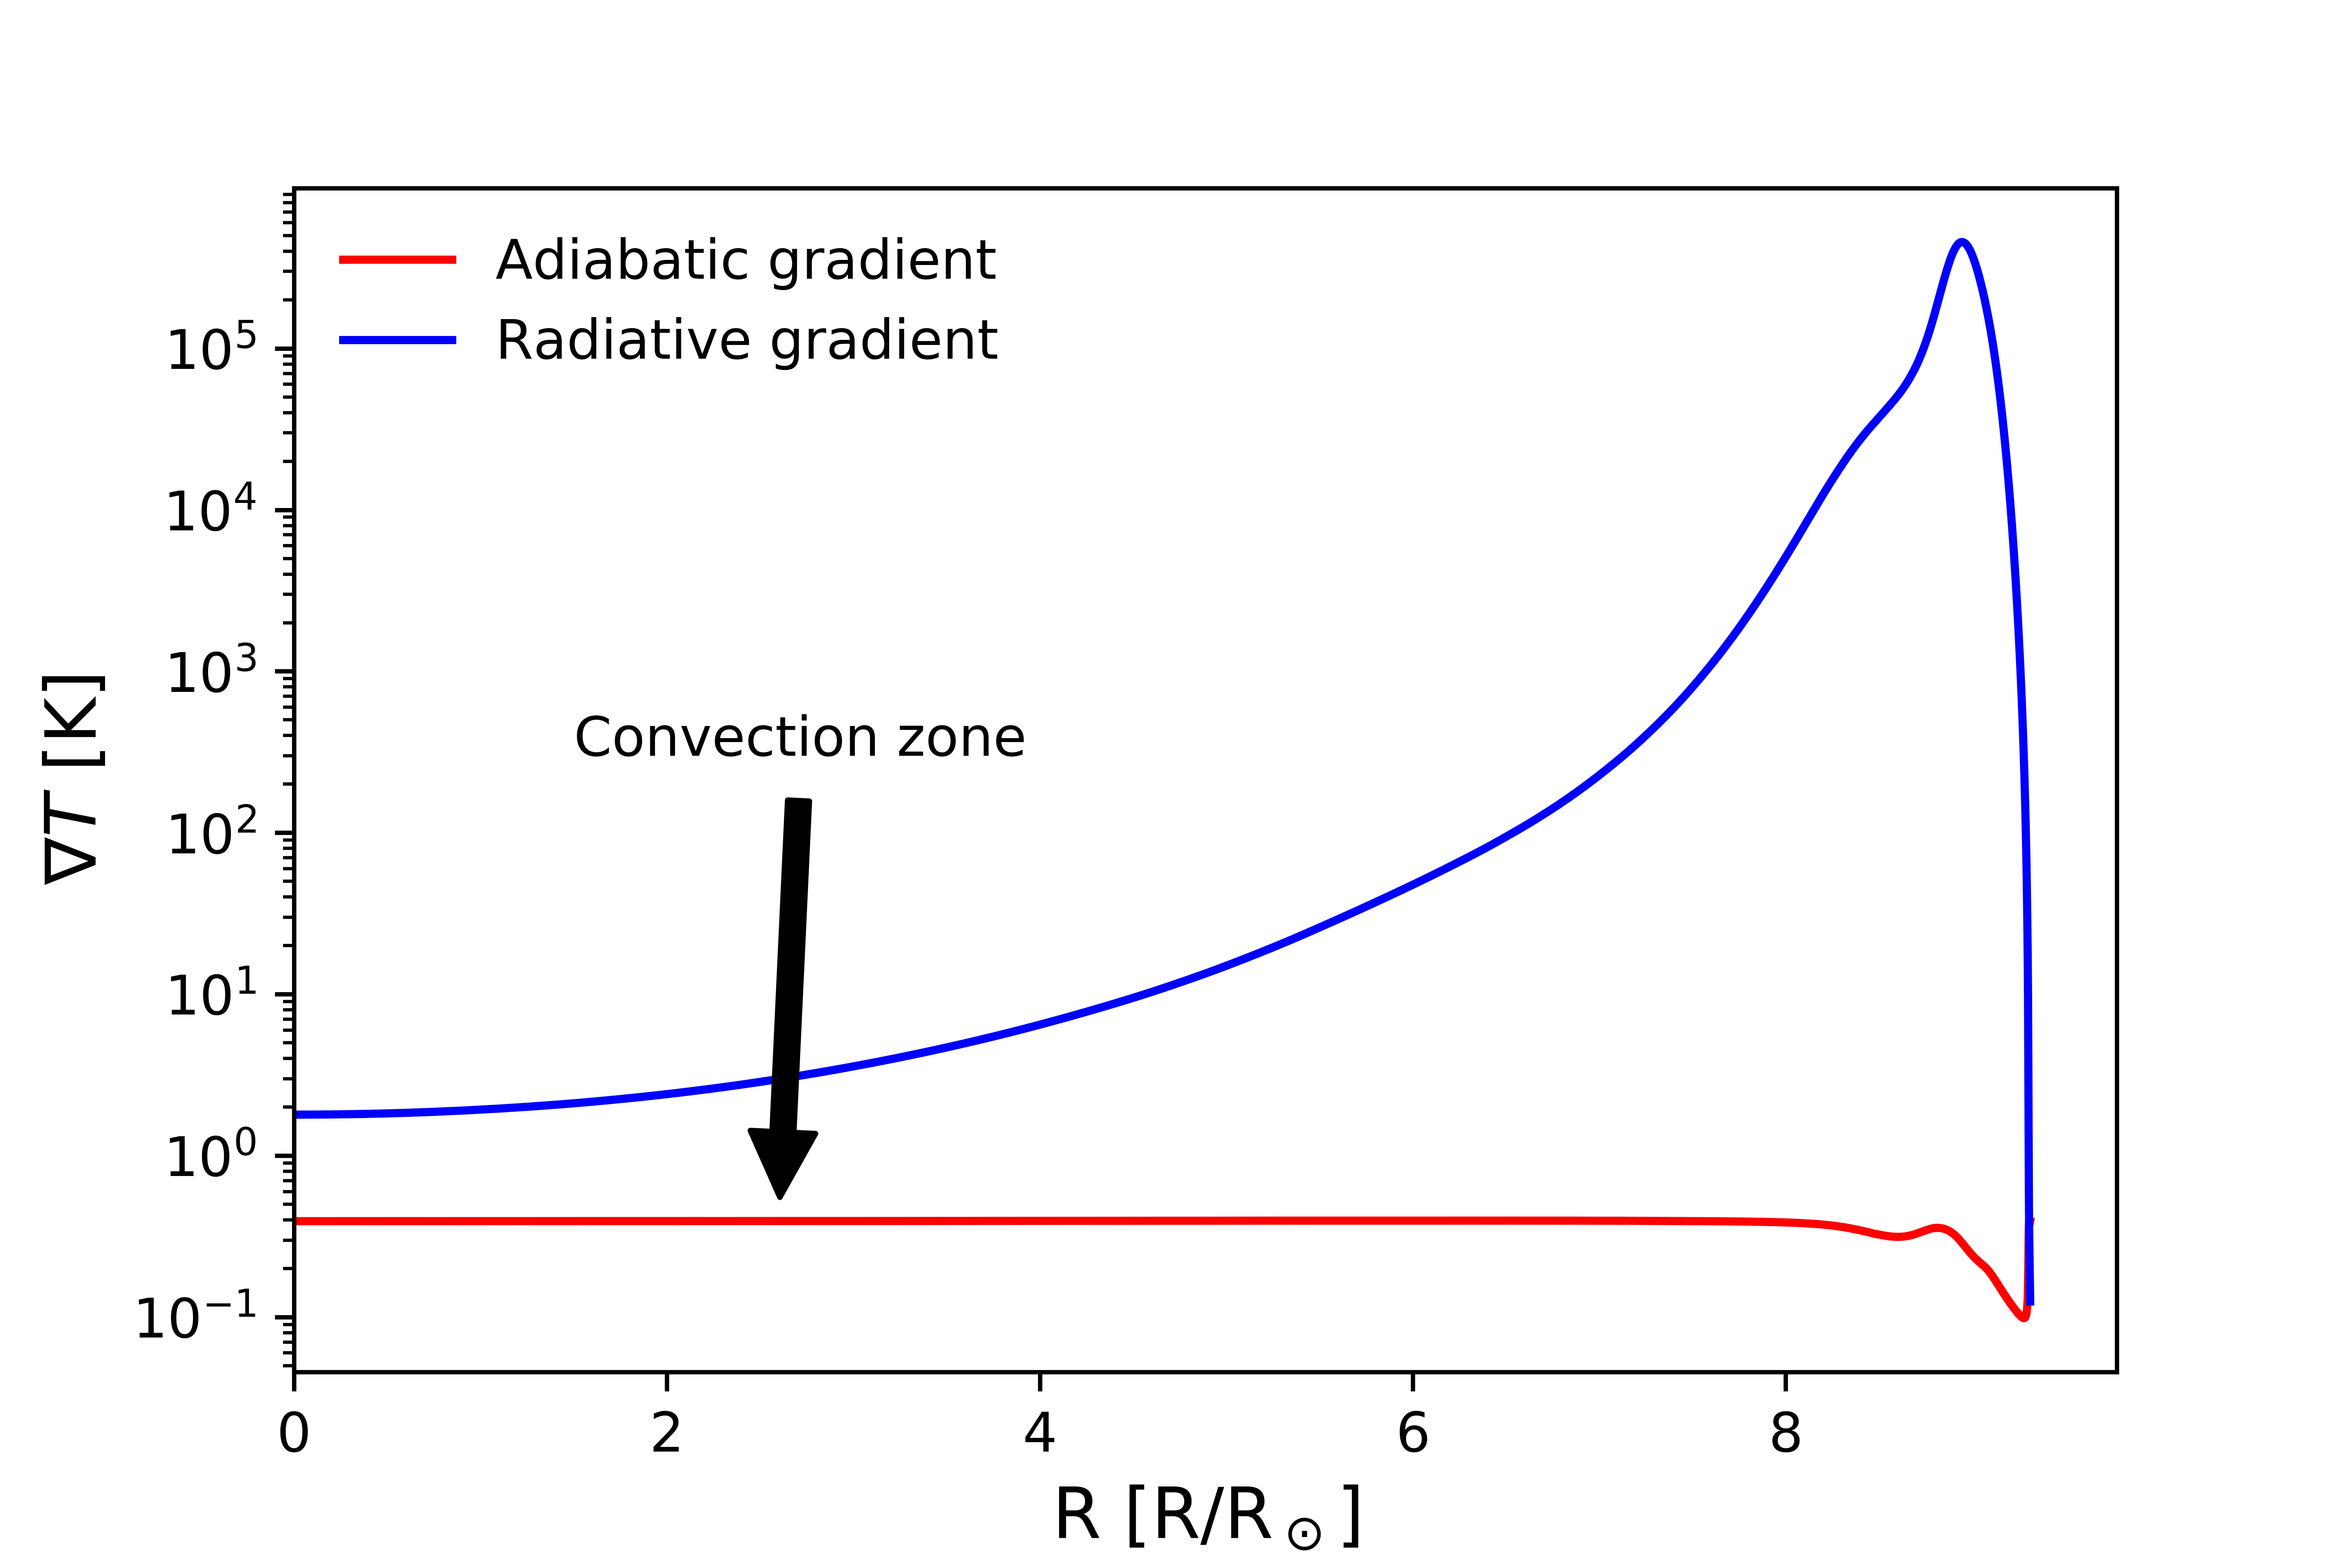 Adiabatic gradient
Radiative gradient
Convection zone
∇T [K]
10⁵
10⁴
10³
10²
10¹
10⁰
10⁻¹
0 2 4 6 8
R [R/R⊙]